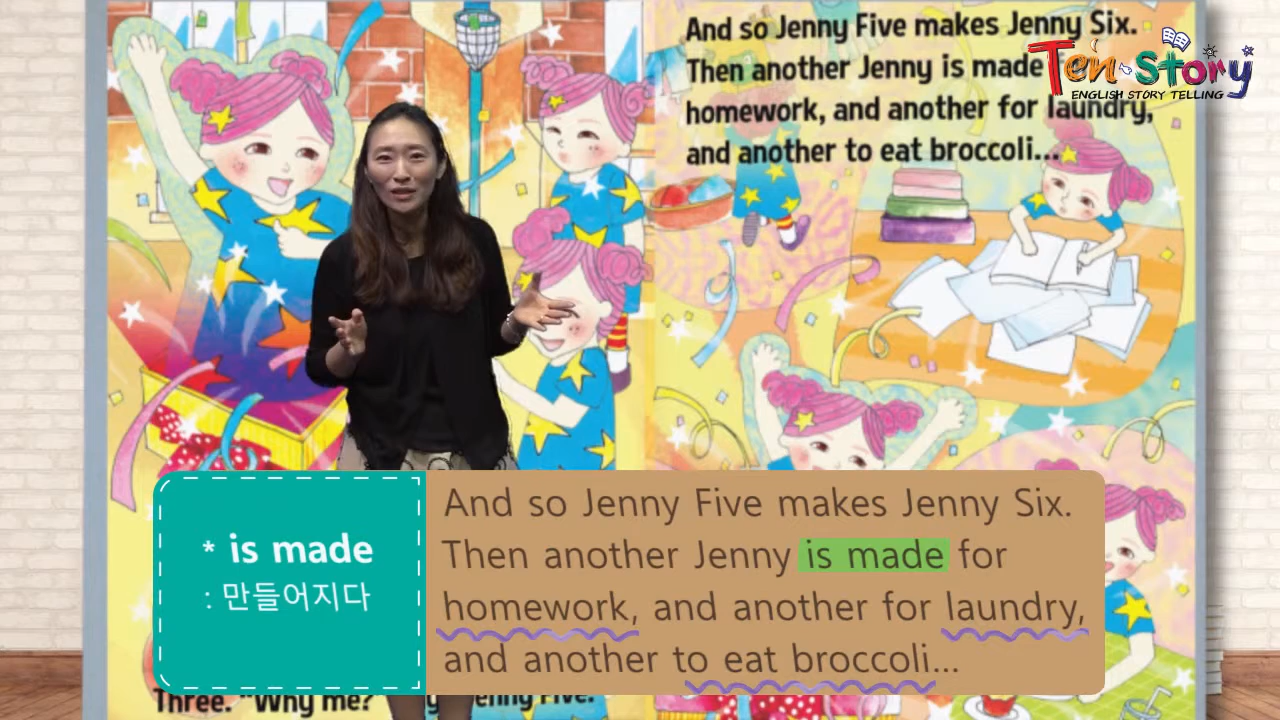 And so Jenny Five makes Jenny Six.
Then another Jenny is made
homework, and another for laundry,
and another to eat broccoli...
Ten Story
ENGLISH STORY TELLING
* is made
: 만들어지다
And so Jenny Five makes Jenny Six.
Then another Jenny is made for
homework, and another for laundry,
and another to eat broccoli...
Three. "Why me?" Jenny Five.